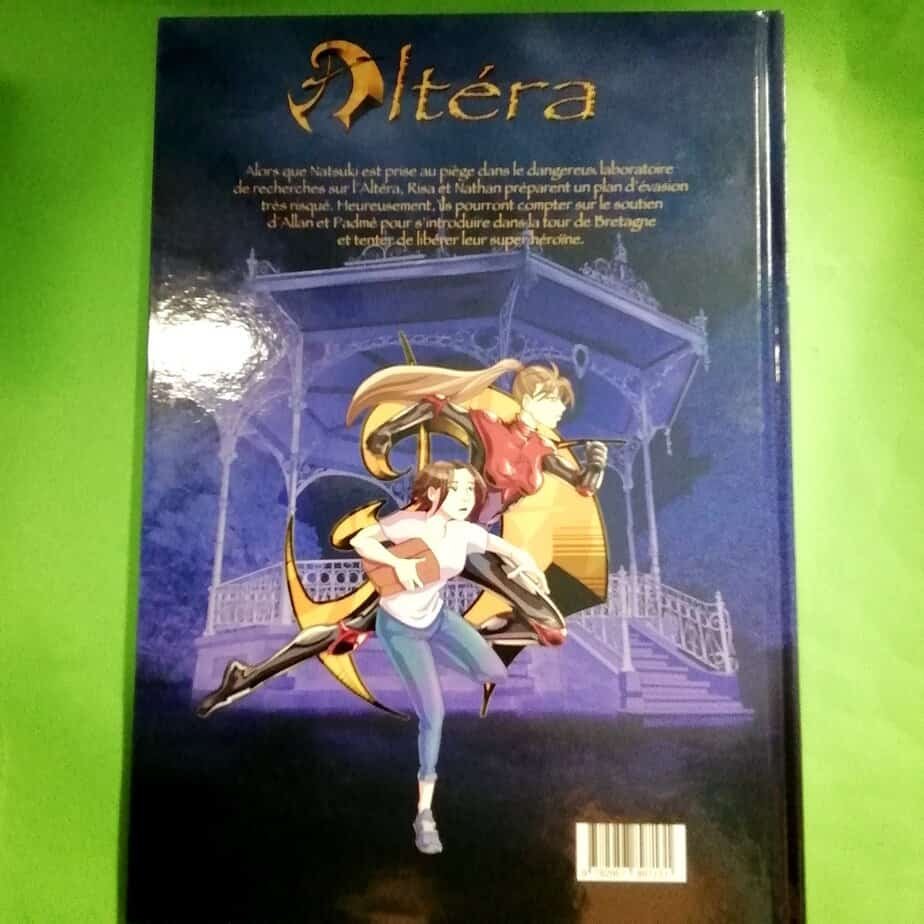 Altéra
Alors que Natsuki est prise au piège dans le dangereux laboratoire
de recherches sur l'Altéra, Risa et Nathan préparent un plan d'évasion
très risqué. Heureusement, ils pourront compter sur le soutien
d'Allan et Padmé pour s'introduire dans la tour de Bretagne
et tenter de libérer leur super héroïne.